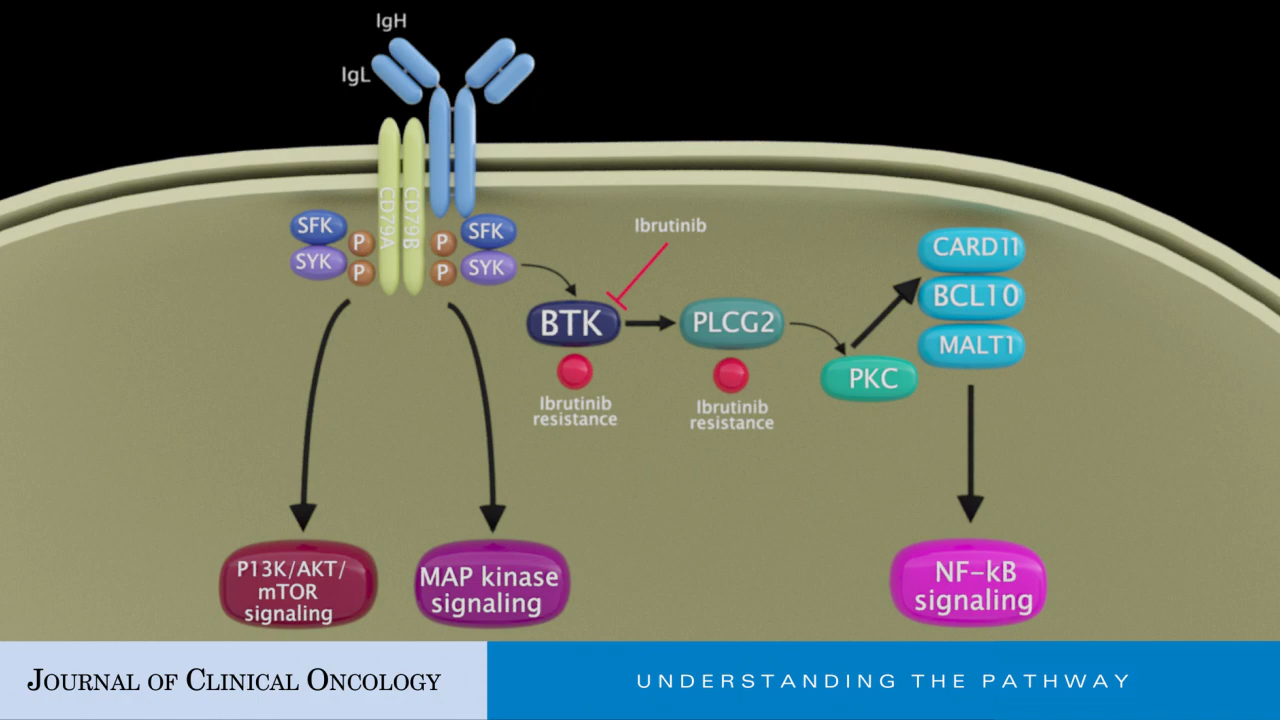 IgH
IgL
CD79A
CD79B
SFK
SYK
P
P
P
P
SFK
SYK
Ibrutinib
BTK
PLCG2
PKC
CARD11
BCL10
MALT1
Ibrutinib
resistance
Ibrutinib
resistance
P13K/AKT/
mTOR
signaling
MAP kinase
signaling
NF-kB
signaling
JOURNAL OF CLINICAL ONCOLOGY
UNDERSTANDING THE PATHWAY